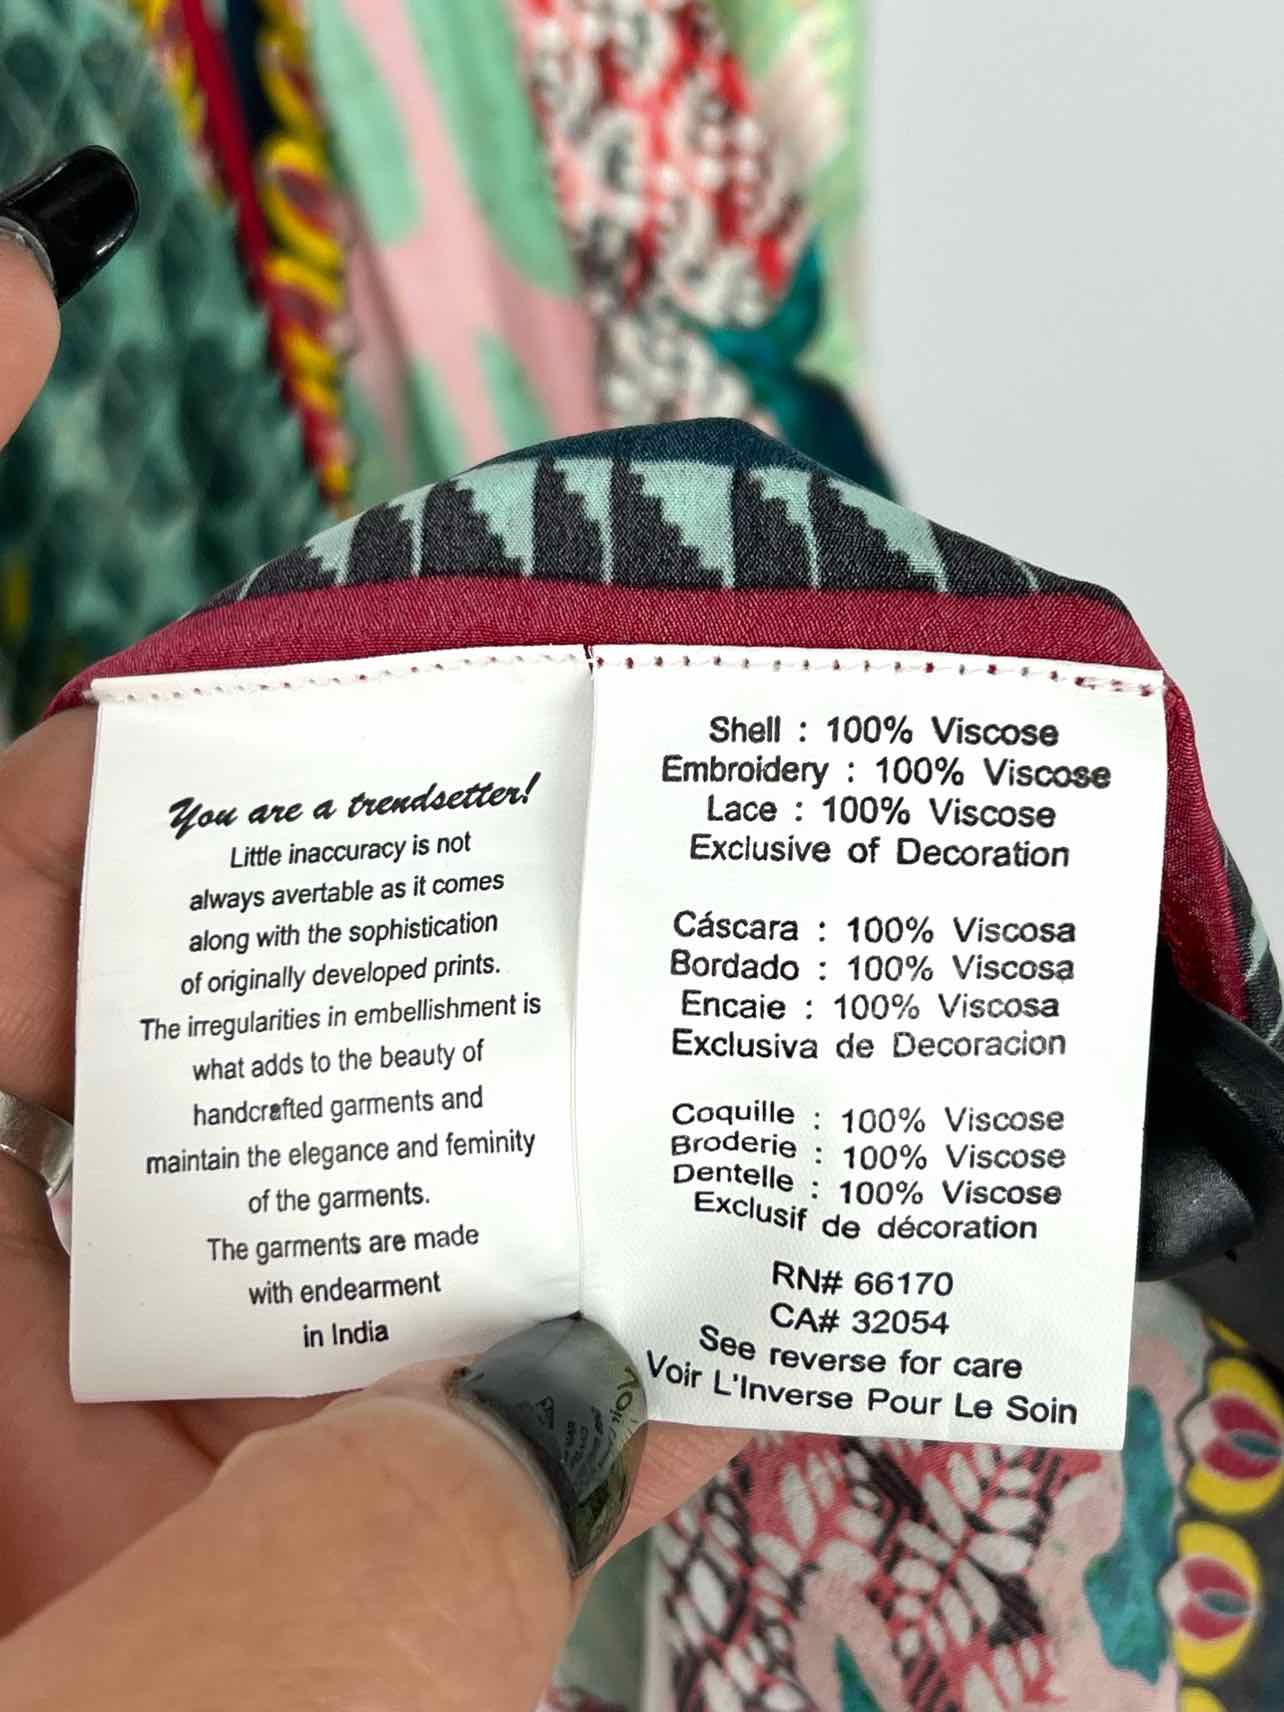 You are a trendsetter!
Little inaccuracy is not
always avertable as it comes
along with the sophistication
of originally developed prints.
The irregularities in embellishment is
what adds to the beauty of
handcrafted garments and
maintain the elegance and feminity
of the garments.
The garments are made
with endearment
in India
Shell : 100% Viscose
Embroidery : 100% Viscose
Lace : 100% Viscose
Exclusive of Decoration
Cáscara : 100% Viscosa
Bordado : 100% Viscosa
Encaie : 100% Viscosa
Exclusiva de Decoracion
Coquille : 100% Viscose
Broderie : 100% Viscose
Dentelle : 100% Viscose
Exclusif de décoration
RN# 66170
CA# 32054
See reverse for care
Voir L'Inverse Pour Le Soin